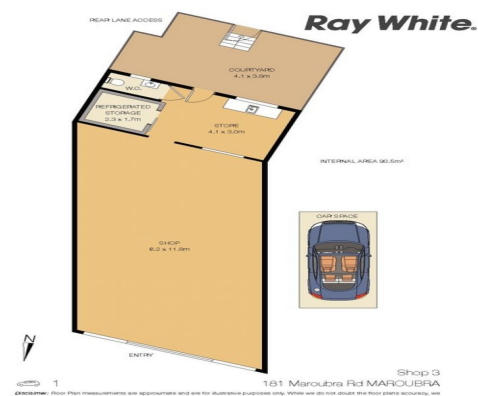 REAR LANE ACCESS
Ray White.
COURTYARD
4.1 x 3.8m
W.C.
REFRIGERATED
STORAGE
2.3 x 1.7m
STORE
4.1 x 3.0m
INTERNAL AREA 90.5m²
CAR SPACE
SHOP
6.2 x 11.8m
N
ENTRY
1
Shop 3
181 Maroubra Rd MAROUBRA
Disclaimer: Floor Plan measurements are approximate and are for illustrative purposes only. While we do not doubt the floor plans accuracy, we